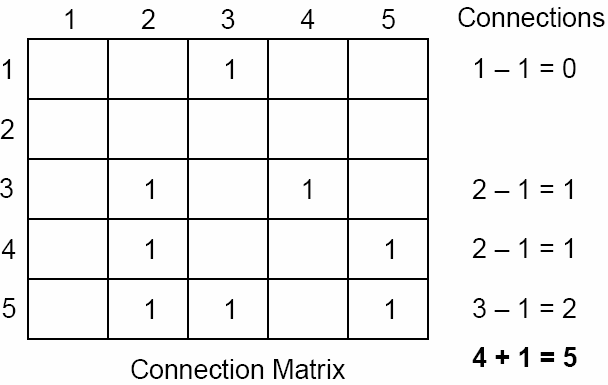 1 2 3 4 5 Connections
1 1 1 – 1 = 0
2
3 1 1 2 – 1 = 1
4 1 1 2 – 1 = 1
5 1 1 1 3 – 1 = 2
4 + 1 = 5
Connection Matrix